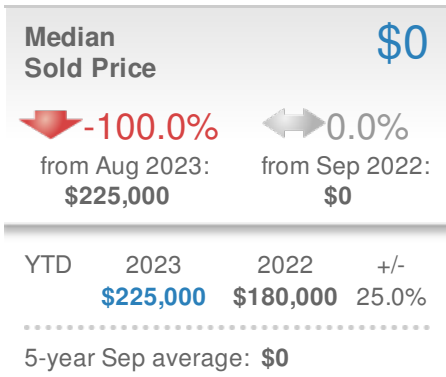 Median $0
Sold Price
-100.0% 0.0%
from Aug 2023: from Sep 2022:
$225,000 $0
YTD 2023 2022 +/-
$225,000 $180,000 25.0%
5-year Sep average: $0